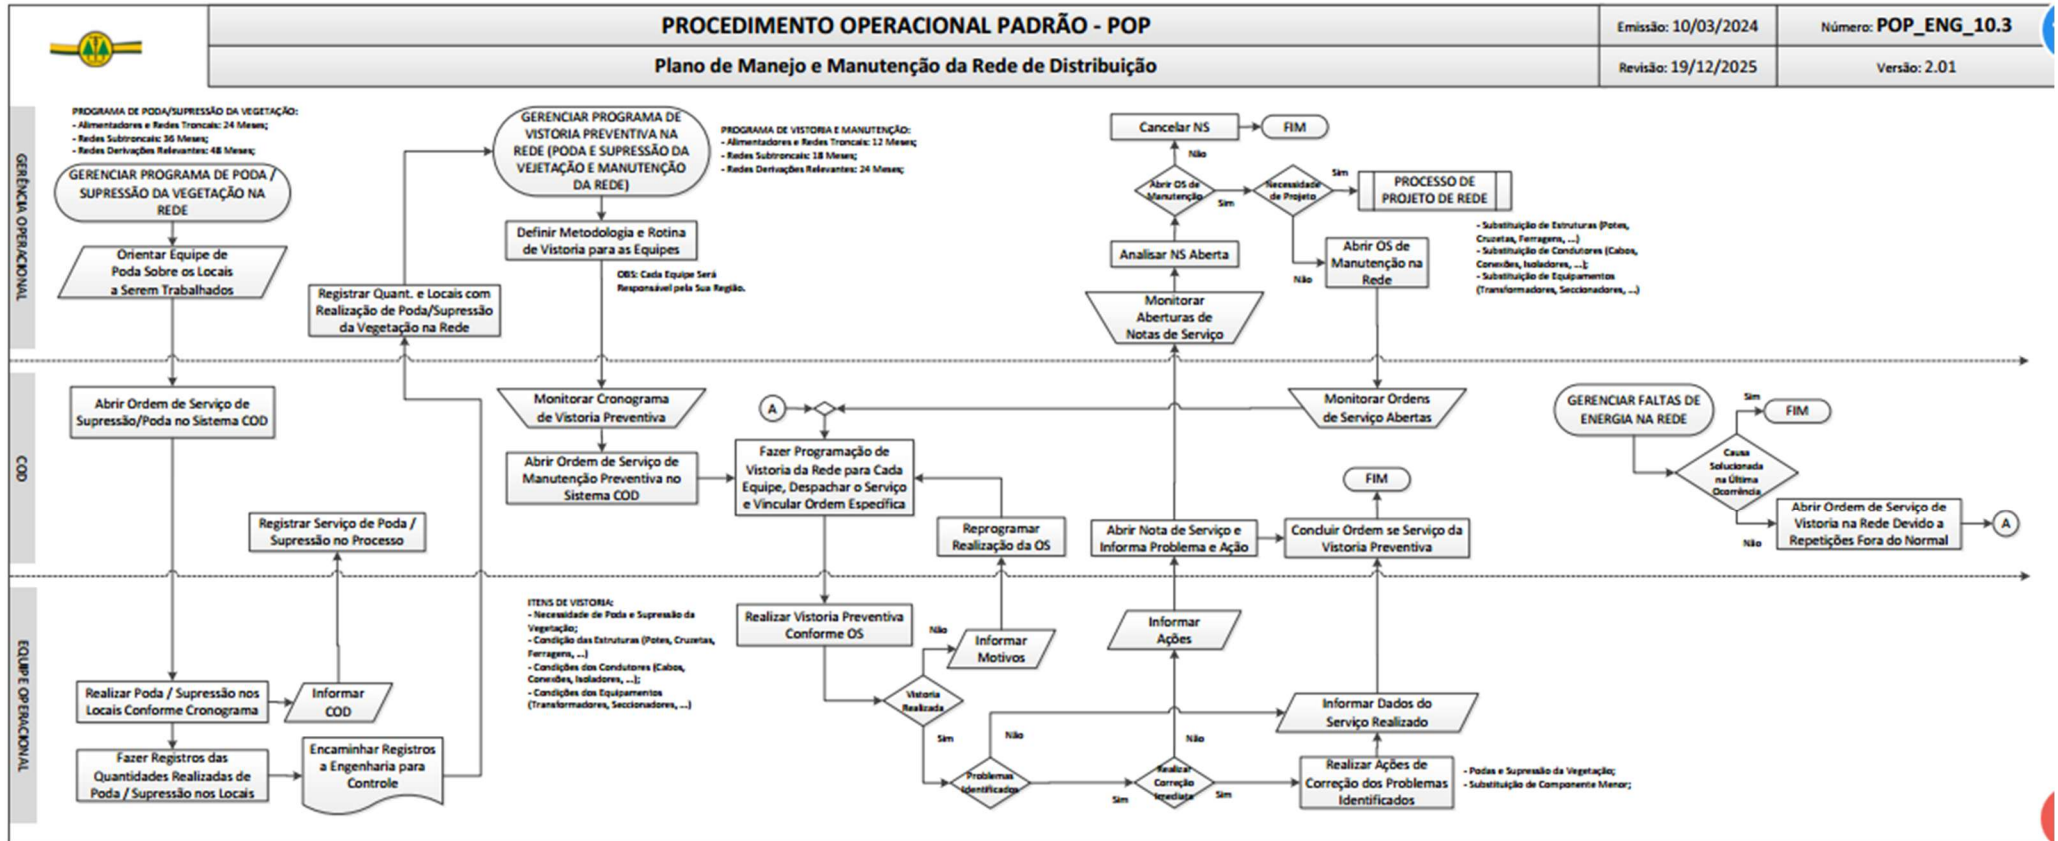 PROCEDIMENTO OPERACIONAL PADRÃO - POP
Plano de Manejo e Manutenção da Rede de Distribuição
Emissão: 10/03/2024
Número: POP_ENG_10.3
Revisão: 19/12/2025
Versão: 2.01
GERÊNCIA OPERACIONAL
PROGRAMA DE PODA/SUPRESSÃO DA VEGETAÇÃO:
- Alimentadores e Redes Troncais: 24 Meses;
- Redes Subtroncais: 36 Meses;
- Redes Derivações Relevantes: 48 Meses;
GERENCIAR PROGRAMA DE PODA /
SUPRESSÃO DA VEGETAÇÃO NA
REDE
Orientar Equipe de
Poda Sobre os Locais
a Serem Trabalhados
Registrar Quant. e Locais com
Realização de Poda/Supressão
da Vegetação na Rede
GERENCIAR PROGRAMA DE
VISTORIA PREVENTIVA NA
REDE (PODA E SUPRESSÃO DA
VEJETAÇÃO E MANUTENÇÃO
DA REDE)
PROGRAMA DE VISTORIA E MANUTENÇÃO:
- Alimentadores e Redes Troncais: 12 Meses;
- Redes Subtroncais: 18 Meses;
- Redes Derivações Relevantes: 24 Meses;
Definir Metodologia e Rotina
de Vistoria para as Equipes
OBS: Cada Equipe Será
Responsável pela Sua Região.
Cancelar NS
FIM
Não
Abrir OS de
Manutenção
Sim
Necessidade
de Projeto
Sim
PROCESSO DE
PROJETO DE REDE
Não
Analisar NS Aberta
Monitorar
Aberturas de
Notas de Serviço
Abrir OS de
Manutenção na
Rede
- Substituição de Estruturas (Potes,
Cruzetas, Ferragens, ...)
- Substituição de Condutores (Cabos,
Conexões, Isoladores, ...);
- Substituição de Equipamentos
(Transformadores, Seccionadores, ...)
COD
Abrir Ordem de Serviço de
Supressão/Poda no Sistema COD
Registrar Serviço de Poda /
Supressão no Processo
Monitorar Cronograma
de Vistoria Preventiva
Abrir Ordem de Serviço de
Manutenção Preventiva no
Sistema COD
A
Fazer Programação de
Vistoria da Rede para Cada
Equipe, Despachar o Serviço
e Vincular Ordem Específica
Reprogramar
Realização da OS
Abrir Nota de Serviço e
Informa Problema e Ação
Monitorar Ordens
de Serviço Abertas
FIM
Concluir Ordem se Serviço da
Vistoria Preventiva
GERENCIAR FALTAS DE
ENERGIA NA REDE
Sim
FIM
Causa
Solucionada
na Última
Ocorrência
Não
Abrir Ordem de Serviço de
Vistoria na Rede Devido a
Repetições Fora do Normal
A
EQUIPE OPERACIONAL
Realizar Poda / Supressão nos
Locais Conforme Cronograma
Informar
COD
Fazer Registros das
Quantidades Realizadas de
Poda / Supressão nos Locais
Encaminhar Registros
a Engenharia para
Controle
ITENS DE VISTORIA:
- Necessidade de Poda e Supressão da
Vegetação;
- Condição das Estruturas (Potes, Cruzetas,
Ferragens, ...)
- Condições dos Condutores (Cabos,
Conexões, Isoladores, ...);
- Condições dos Equipamentos
(Transformadores, Seccionadores, ...)
Realizar Vistoria Preventiva
Conforme OS
Não
Informar
Motivos
Vistoria
Realizada
Sim
Problemas
Identificados
Não
Sim
Informar
Ações
Não
Realizar
Correção
Imediata
Sim
Informar Dados do
Serviço Realizado
Realizar Ações de
Correção dos Problemas
Identificados
- Podas e Supressão da Vegetação;
- Substituição de Componente Menor;